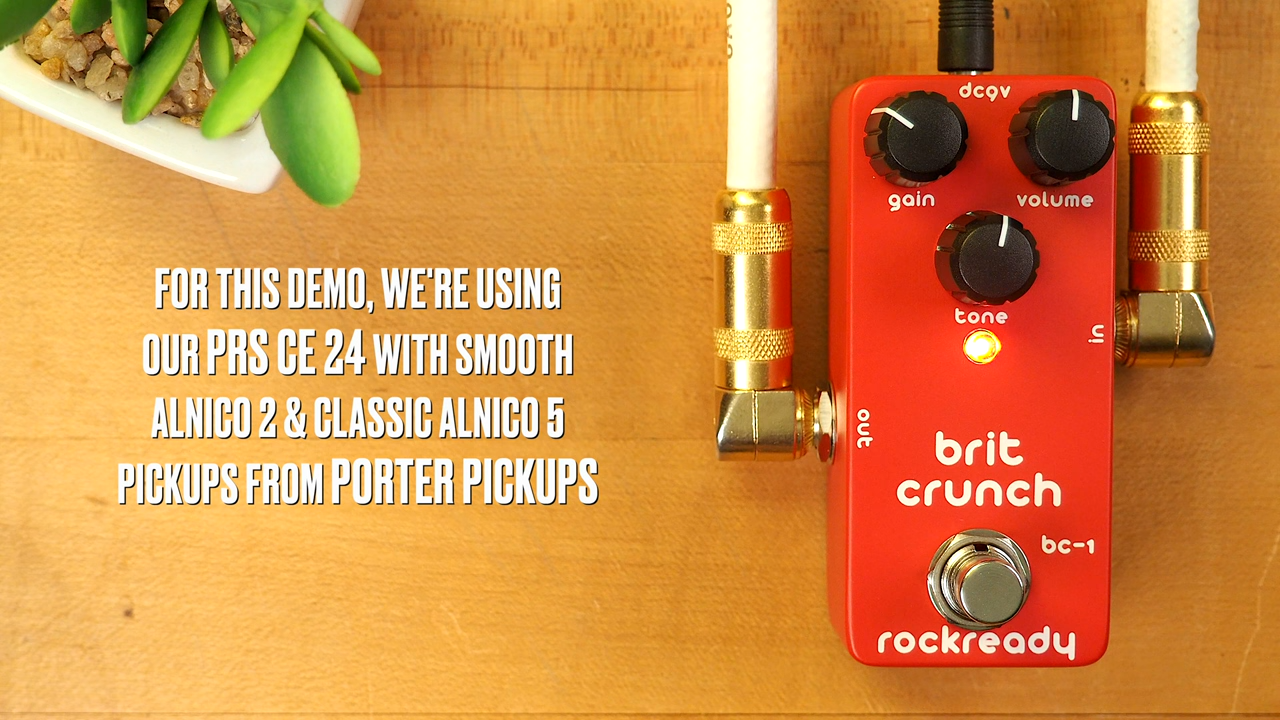 FOR THIS DEMO, WE'RE USING
OUR PRS CE 24 WITH SMOOTH
ALNICO 2 & CLASSIC ALNICO 5
PICKUPS FROM PORTER PICKUPS
dc9v
gain
volume
tone
in
out
brit
crunch
bc-1
rockready